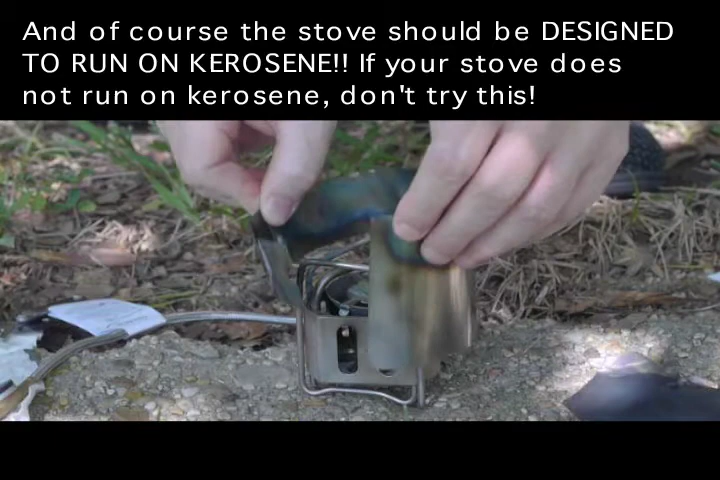 And of course the stove should be DESIGNED
TO RUN ON KEROSENE!! If your stove does
not run on kerosene, don't try this!